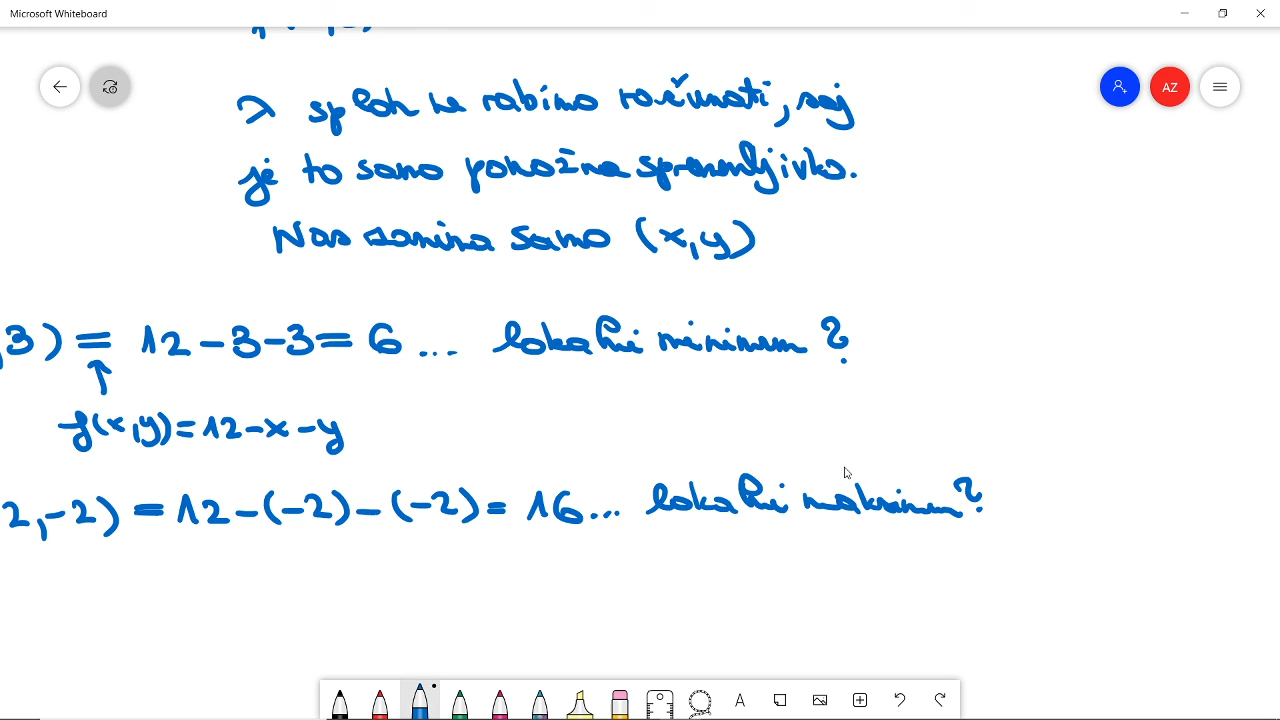 Microsoft Whiteboard
AZ
λ sploh ne rabimo računati, saj
je to samo pomožna spremenljivka.
Nas zanima samo (x,y)
,3) = 12 - 3 - 3 = 6 ... lokalni minimum ?
↑
f(x,y) = 12 - x - y
2,-2) = 12 - (-2) - (-2) = 16 ... lokalni maksimum ?
A